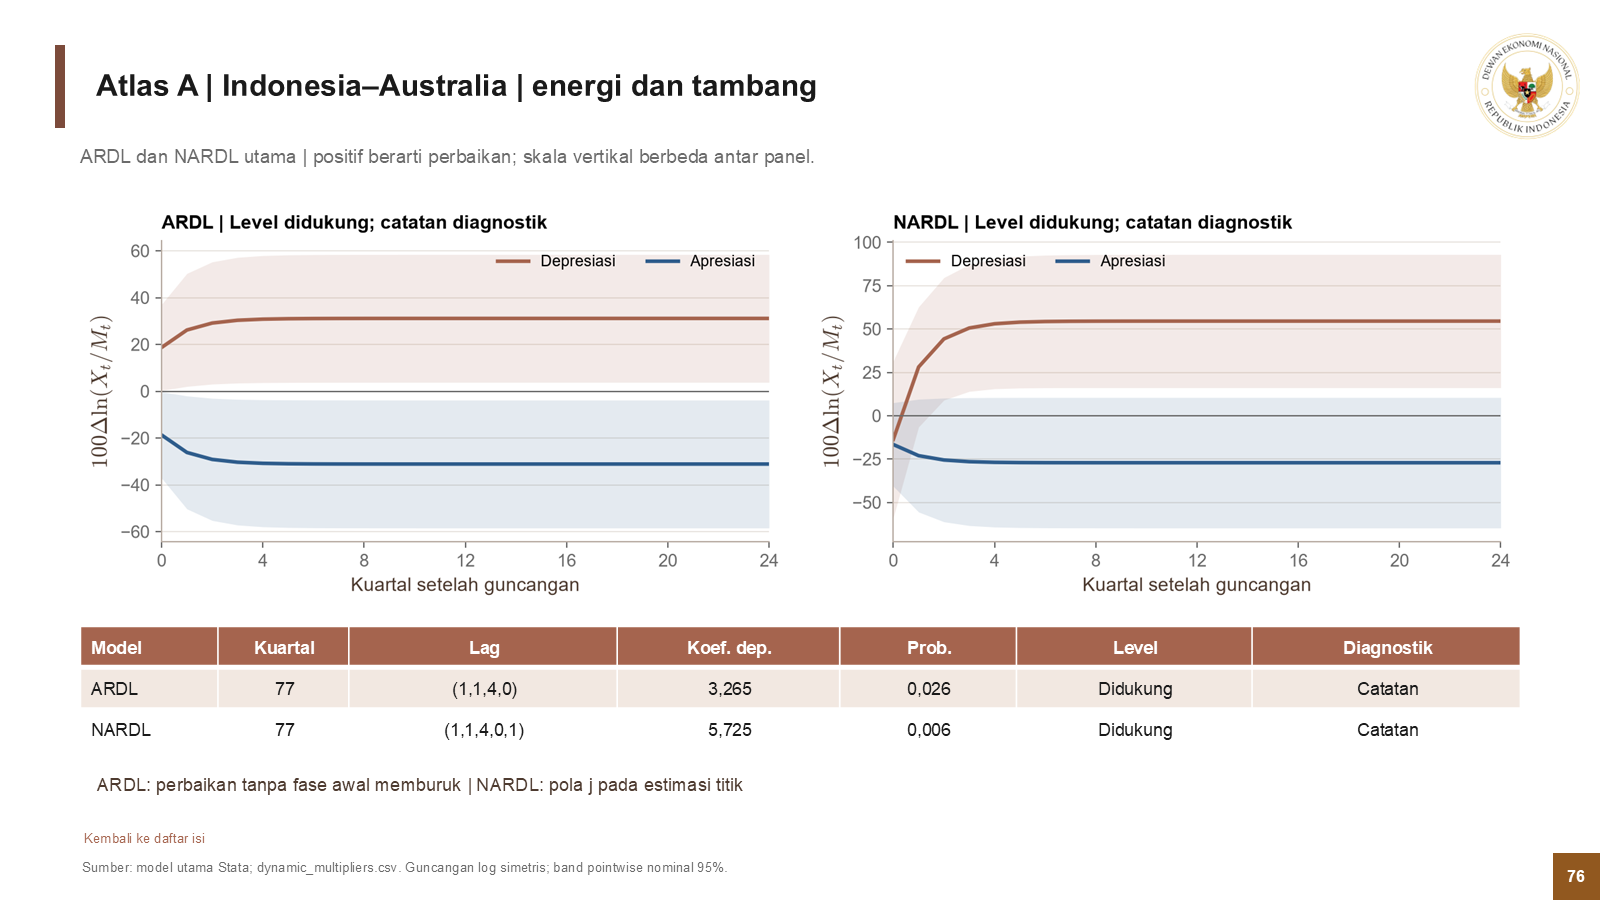 Atlas A | Indonesia–Australia | energi dan tambang
DEWAN EKONOMI NASIONAL
REPUBLIK INDONESIA
ARDL dan NARDL utama | positif berarti perbaikan; skala vertikal berbeda antar panel.
ARDL | Level didukung; catatan diagnostik
Depresiasi Apresiasi
60
40
20
0
−20
−40
−60
100Δln(Xₜ/Mₜ)
0 4 8 12 16 20 24
Kuartal setelah guncangan
NARDL | Level didukung; catatan diagnostik
Depresiasi Apresiasi
100
75
50
25
0
−25
−50
100Δln(Xₜ/Mₜ)
0 4 8 12 16 20 24
Kuartal setelah guncangan
Model Kuartal Lag Koef. dep. Prob. Level Diagnostik
ARDL 77 (1,1,4,0) 3,265 0,026 Didukung Catatan
NARDL 77 (1,1,4,0,1) 5,725 0,006 Didukung Catatan
ARDL: perbaikan tanpa fase awal memburuk | NARDL: pola j pada estimasi titik
Kembali ke daftar isi
Sumber: model utama Stata; dynamic_multipliers.csv. Guncangan log simetris; band pointwise nominal 95%.
76